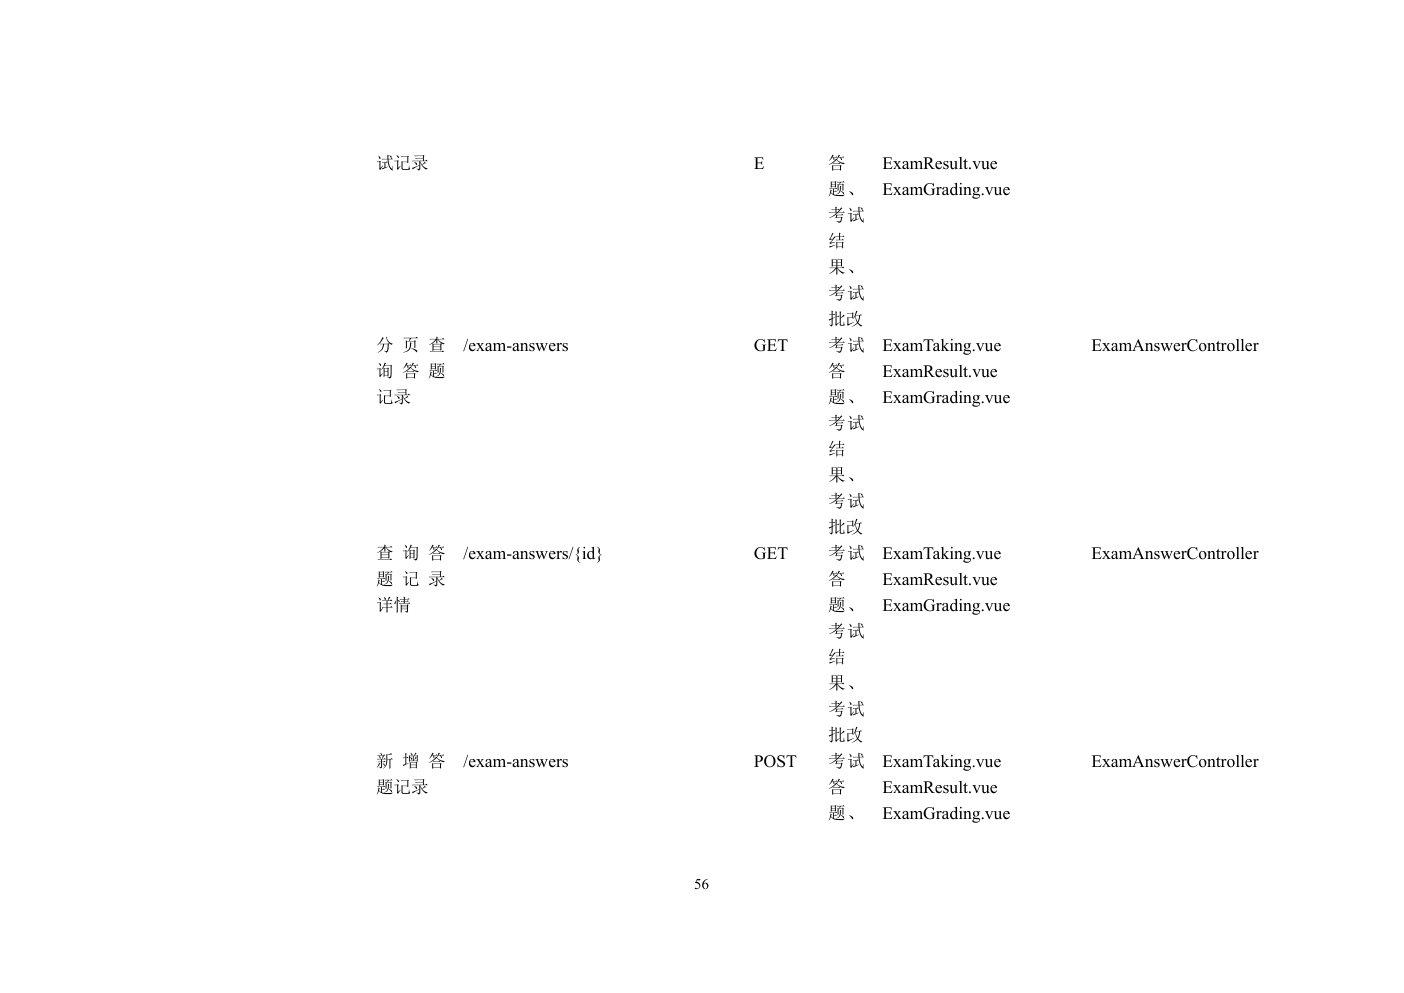 试记录 E 答 ExamResult.vue
题、 ExamGrading.vue
考试
结
果、
考试
批改
分页查 /exam-answers GET 考试 ExamTaking.vue ExamAnswerController
询答题 答 ExamResult.vue
记录 题、 ExamGrading.vue
考试
结
果、
考试
批改
查询答 /exam-answers/{id} GET 考试 ExamTaking.vue ExamAnswerController
题记录 答 ExamResult.vue
详情 题、 ExamGrading.vue
考试
结
果、
考试
批改
新增答 /exam-answers POST 考试 ExamTaking.vue ExamAnswerController
题记录 答 ExamResult.vue
题、 ExamGrading.vue
56